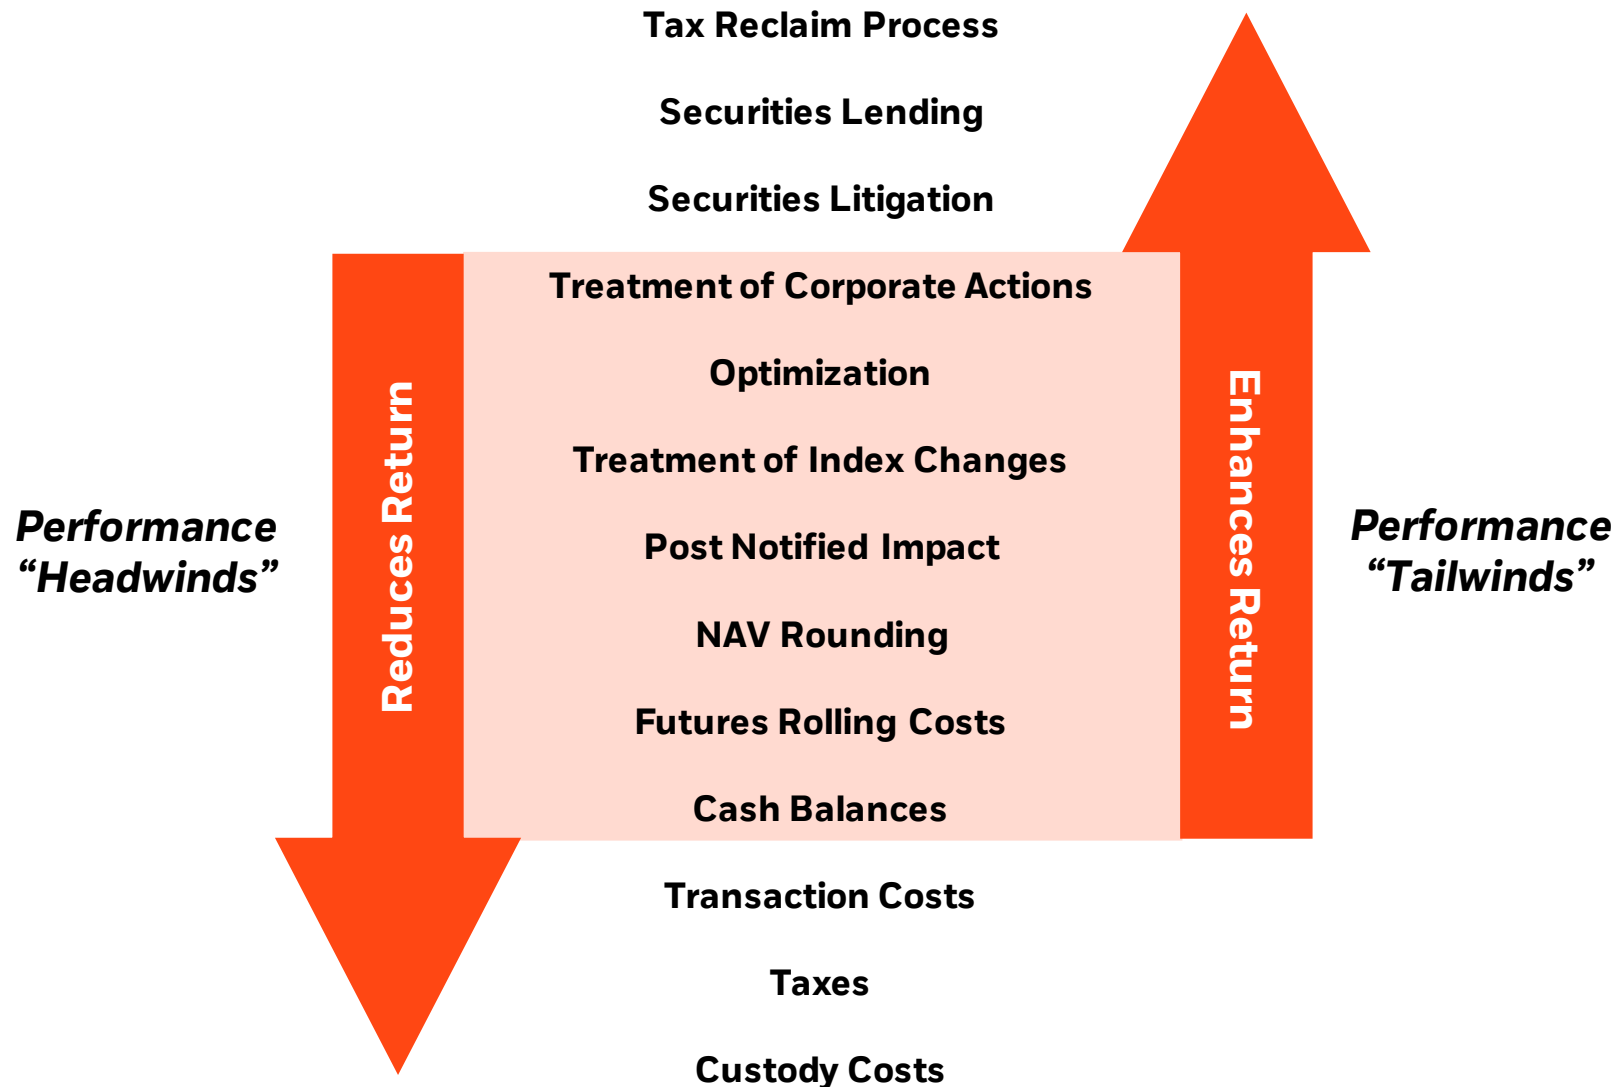 Tax Reclaim Process
Securities Lending
Securities Litigation
Treatment of Corporate Actions
Optimization
Treatment of Index Changes
Post Notified Impact
NAV Rounding
Futures Rolling Costs
Cash Balances
Transaction Costs
Taxes
Custody Costs
Performance
“Headwinds”
Reduces Return
Enhances Return
Performance
“Tailwinds”